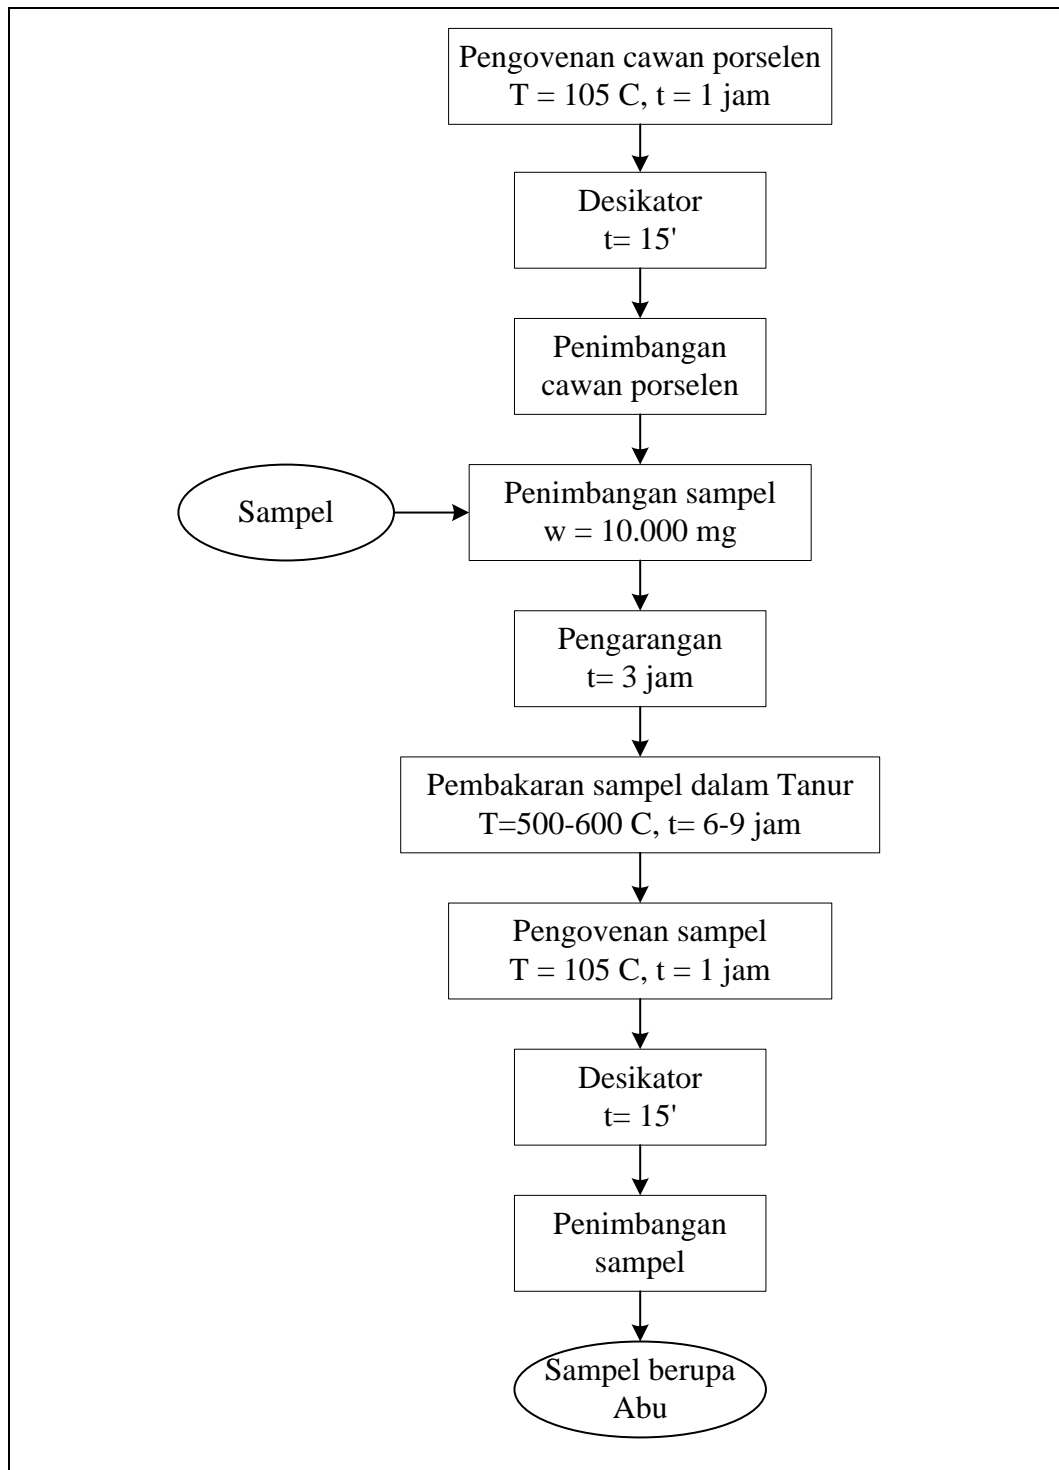 Pengovenan cawan porselen
T = 105 C, t = 1 jam
Desikator
t= 15'
Penimbangan
cawan porselen
Sampel
Penimbangan sampel
w = 10.000 mg
Pengarangan
t= 3 jam
Pembakaran sampel dalam Tanur
T=500-600 C, t= 6-9 jam
Pengovenan sampel
T = 105 C, t = 1 jam
Desikator
t= 15'
Penimbangan
sampel
Sampel berupa
Abu